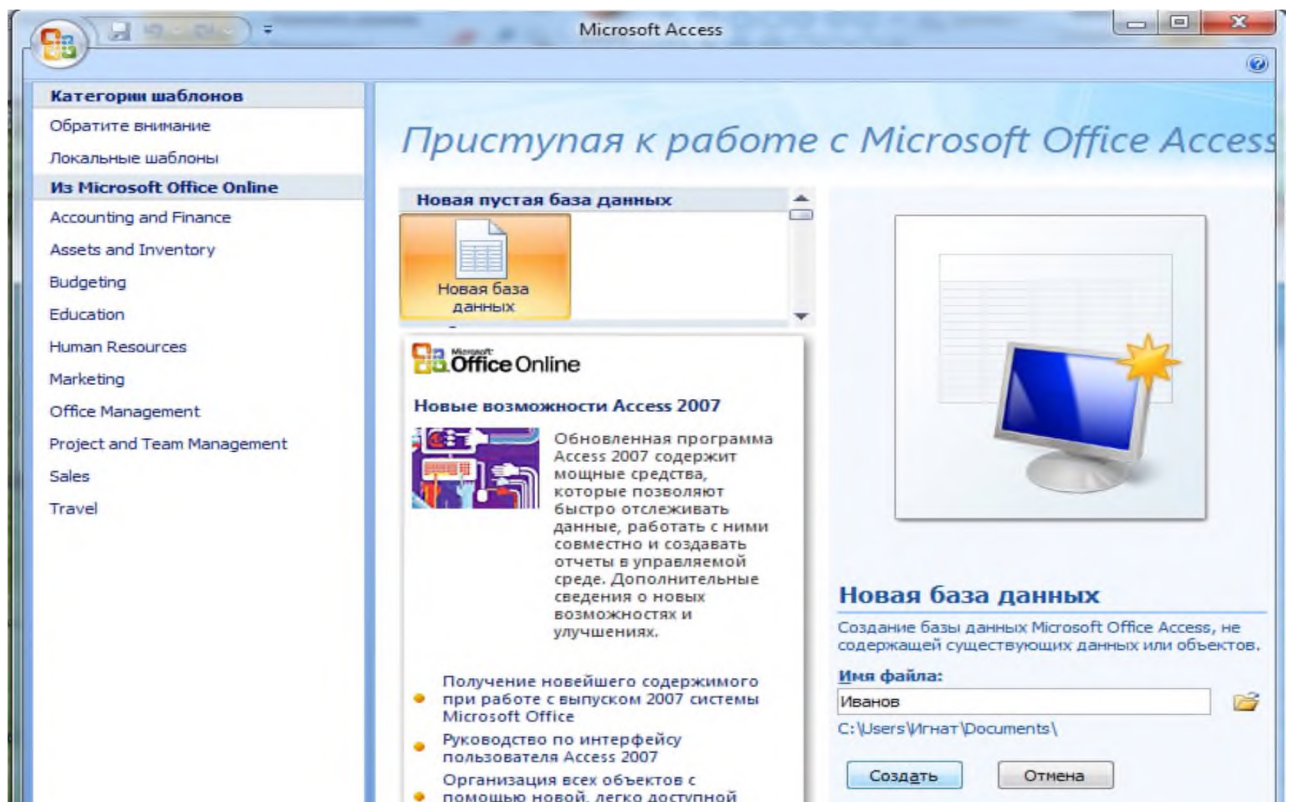 Microsoft Access
Категории шаблонов
Обратите внимание
Локальные шаблоны
Из Microsoft Office Online
Accounting and Finance
Assets and Inventory
Budgeting
Education
Human Resources
Marketing
Office Management
Project and Team Management
Sales
Travel
Приступая к работе с Microsoft Office Access
Новая пустая база данных
Новая база
данных
Microsoft
Office Online
Новые возможности Access 2007
Обновленная программа
Access 2007 содержит
мощные средства,
которые позволяют
быстро отслеживать
данные, работать с ними
совместно и создавать
отчеты в управляемой
среде. Дополнительные
сведения о новых
возможностях и
улучшениях.
Получение новейшего содержимого
при работе с выпуском 2007 системы
Microsoft Office
Руководство по интерфейсу
пользователя Access 2007
Организация всех объектов с
помощью новой, легко доступной
Новая база данных
Создание базы данных Microsoft Office Access, не
содержащей существующих данных или объектов.
Имя файла:
Иванов
C:\Users\Игнат\Documents\
Создать
Отмена